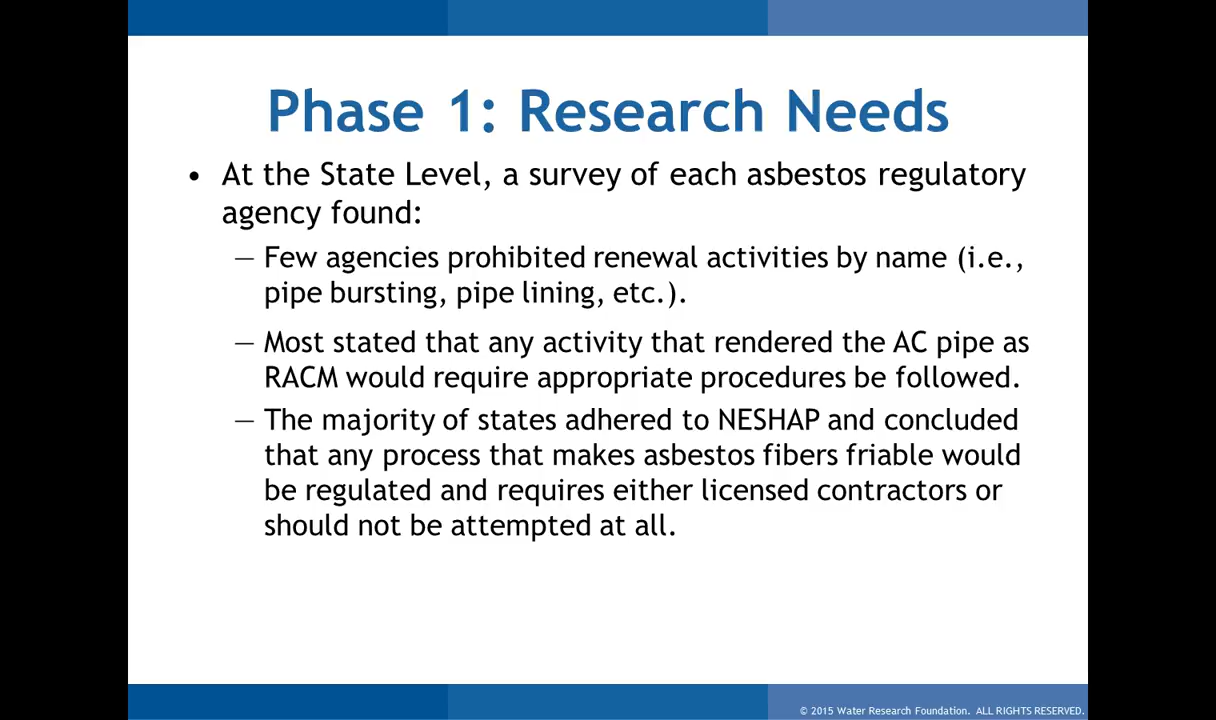 Phase 1: Research Needs
• At the State Level, a survey of each asbestos regulatory
agency found:
— Few agencies prohibited renewal activities by name (i.e.,
pipe bursting, pipe lining, etc.).
— Most stated that any activity that rendered the AC pipe as
RACM would require appropriate procedures be followed.
— The majority of states adhered to NESHAP and concluded
that any process that makes asbestos fibers friable would
be regulated and requires either licensed contractors or
should not be attempted at all.
© 2015 Water Research Foundation. ALL RIGHTS RESERVED.